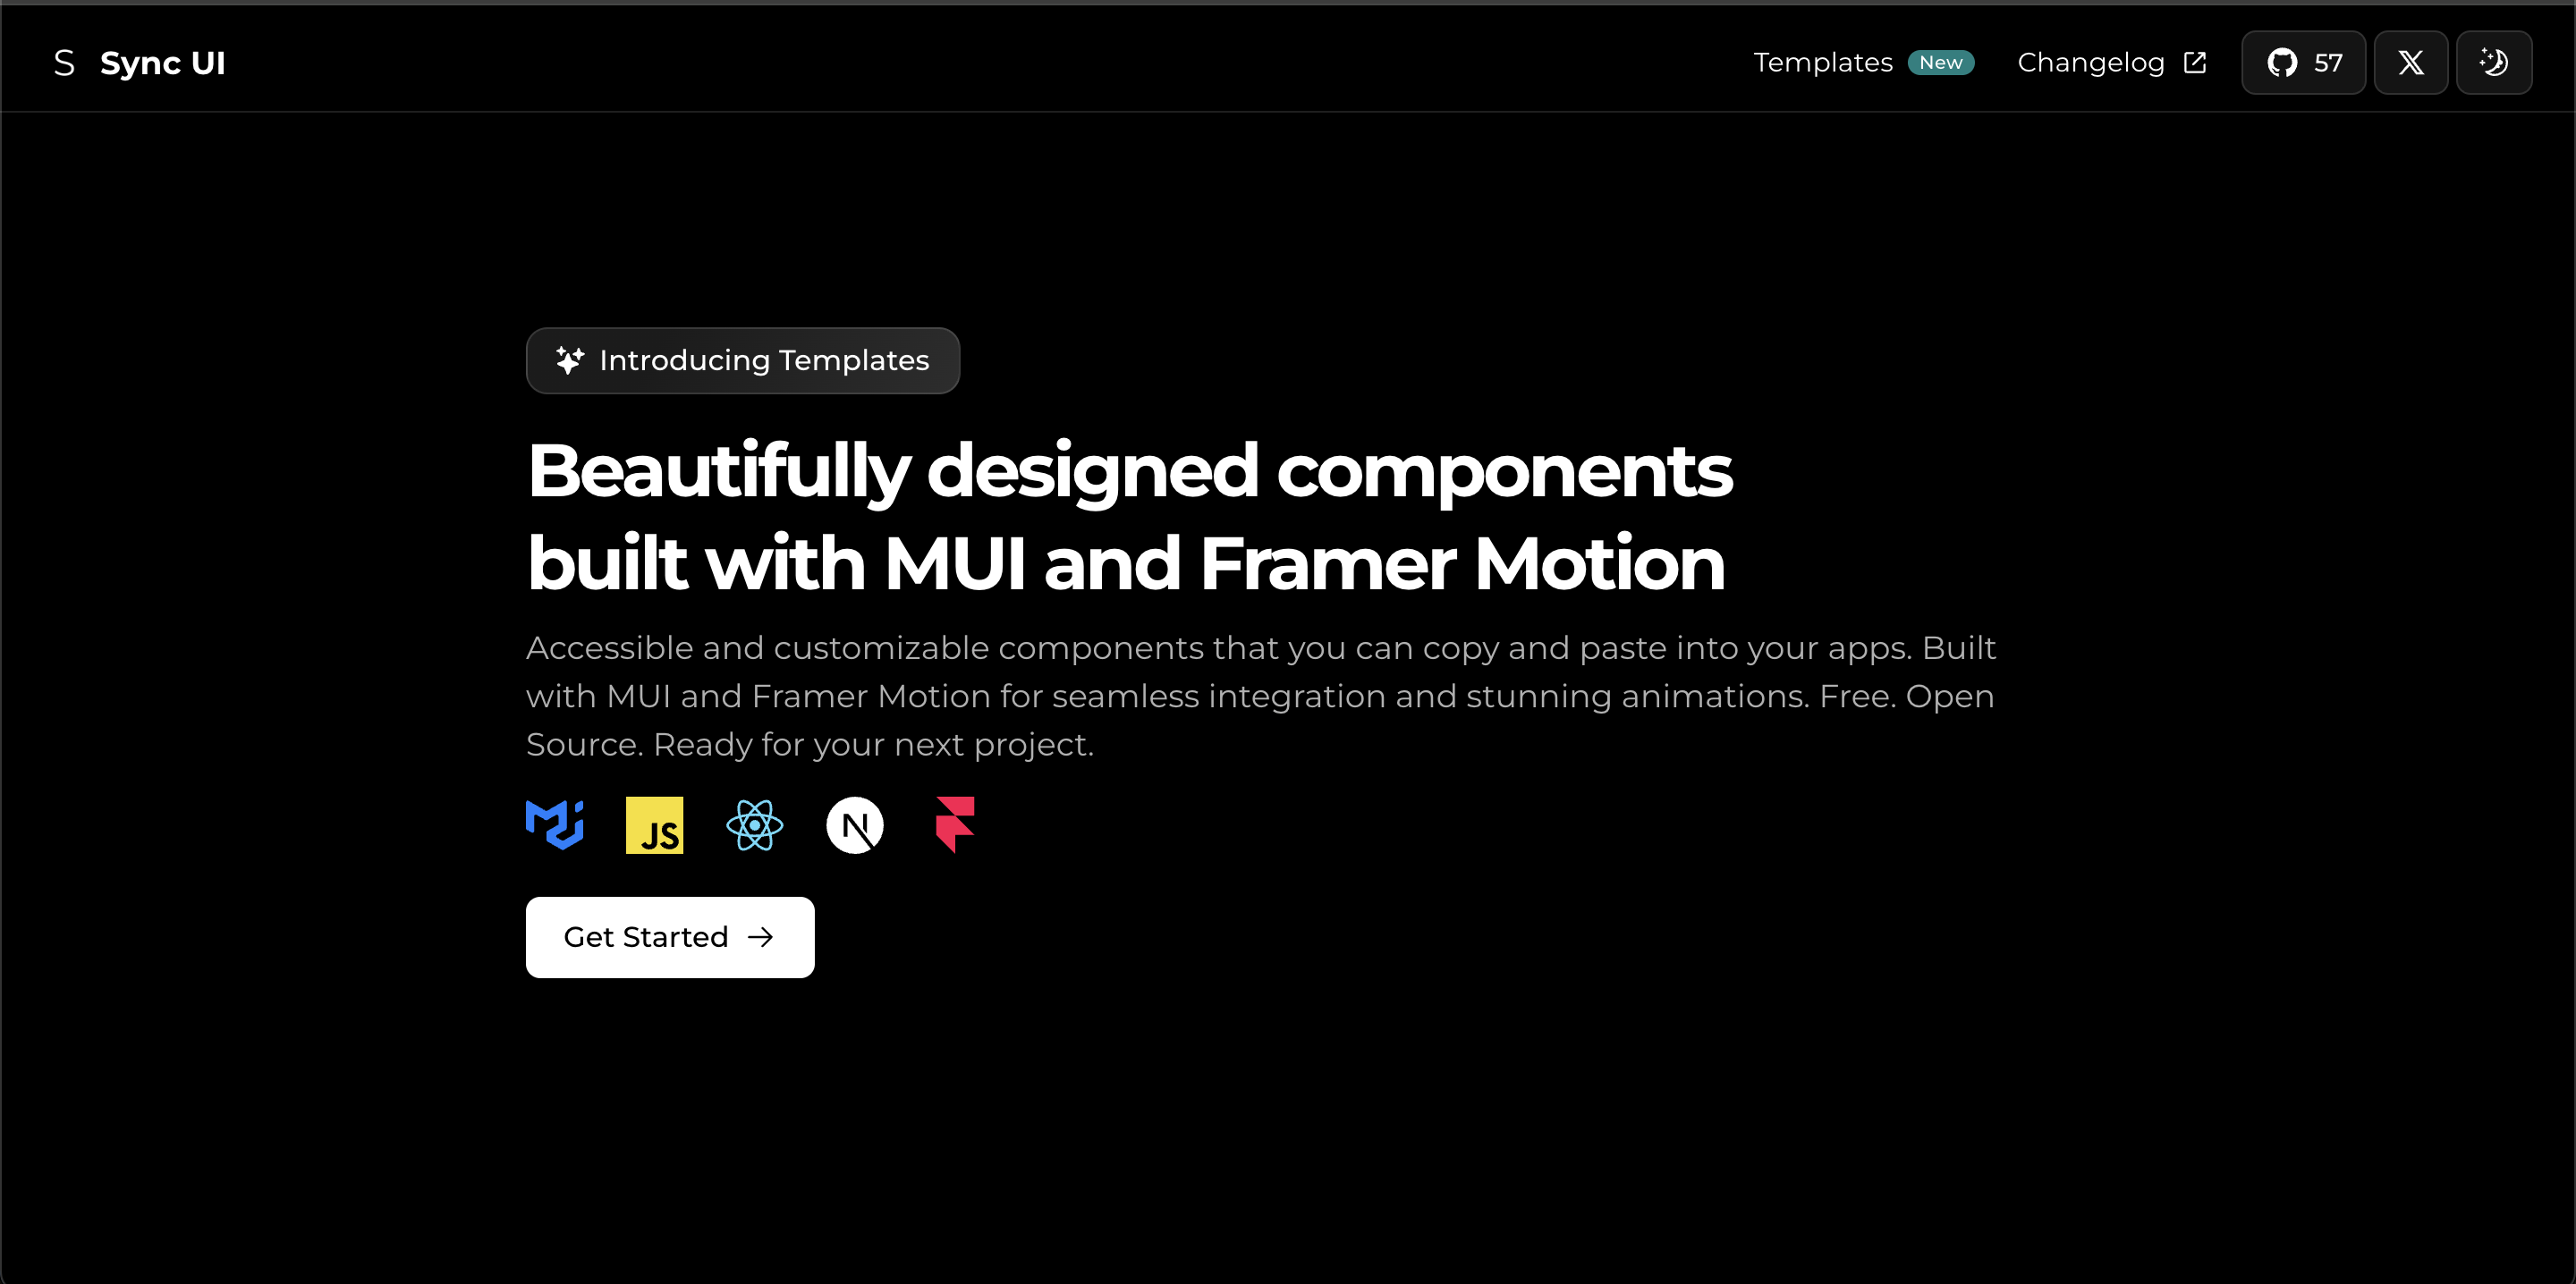 S Sync UI
Templates New Changelog 57
Introducing Templates
Beautifully designed components
built with MUI and Framer Motion
Accessible and customizable components that you can copy and paste into your apps. Built
with MUI and Framer Motion for seamless integration and stunning animations. Free. Open
Source. Ready for your next project.
JS N
Get Started →